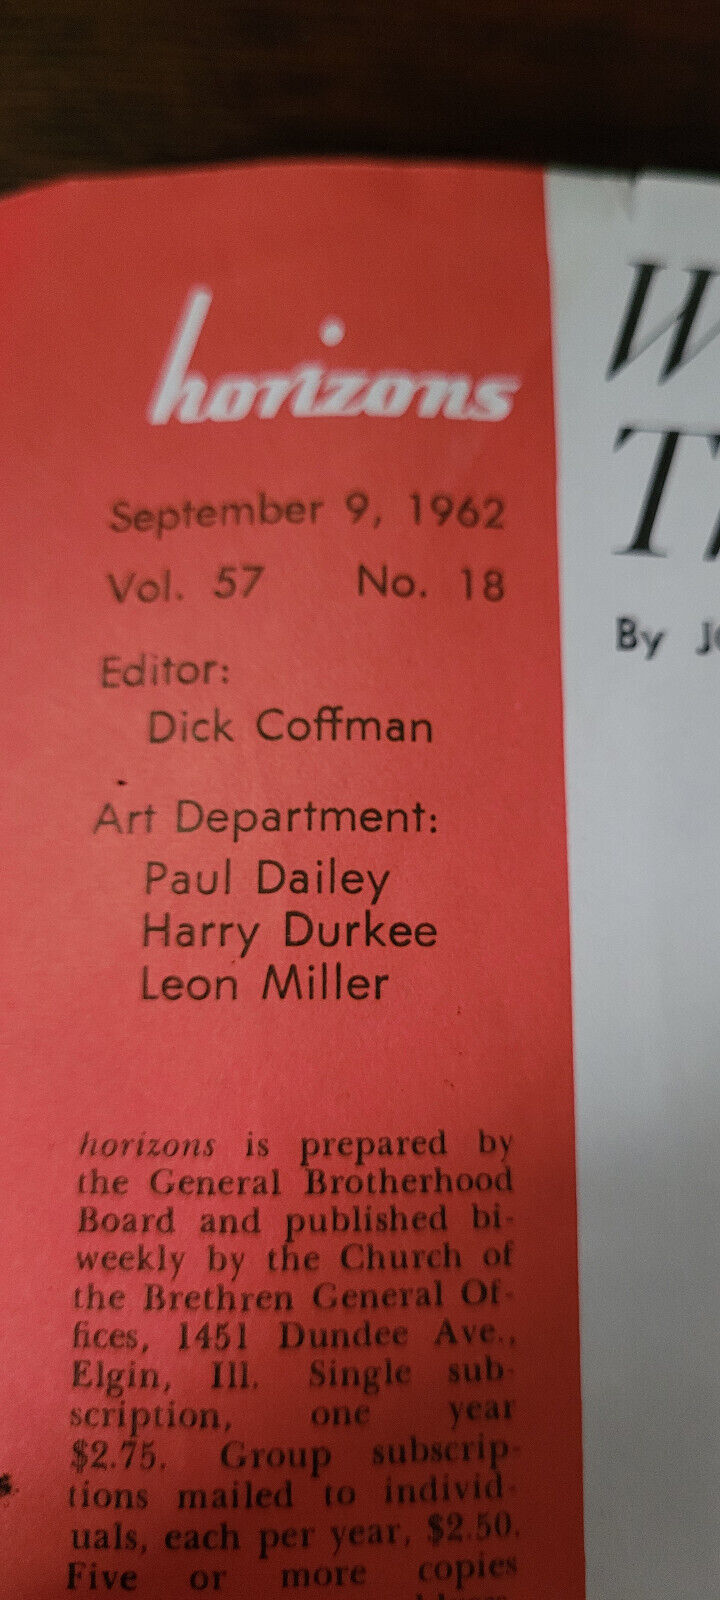 horizons
September 9, 1962
Vol. 57 No. 18
Editor:
Dick Coffman
Art Department:
Paul Dailey
Harry Durkee
Leon Miller
horizons is prepared by
the General Brotherhood
Board and published bi-
weekly by the Church of
the Brethren General Of-
fices, 1451 Dundee Ave.,
Elgin, Ill. Single sub-
scription, one year
$2.75. Group subscrip-
tions mailed to individ-
uals, each per year, $2.50.
Five or more copies
W
T
By J